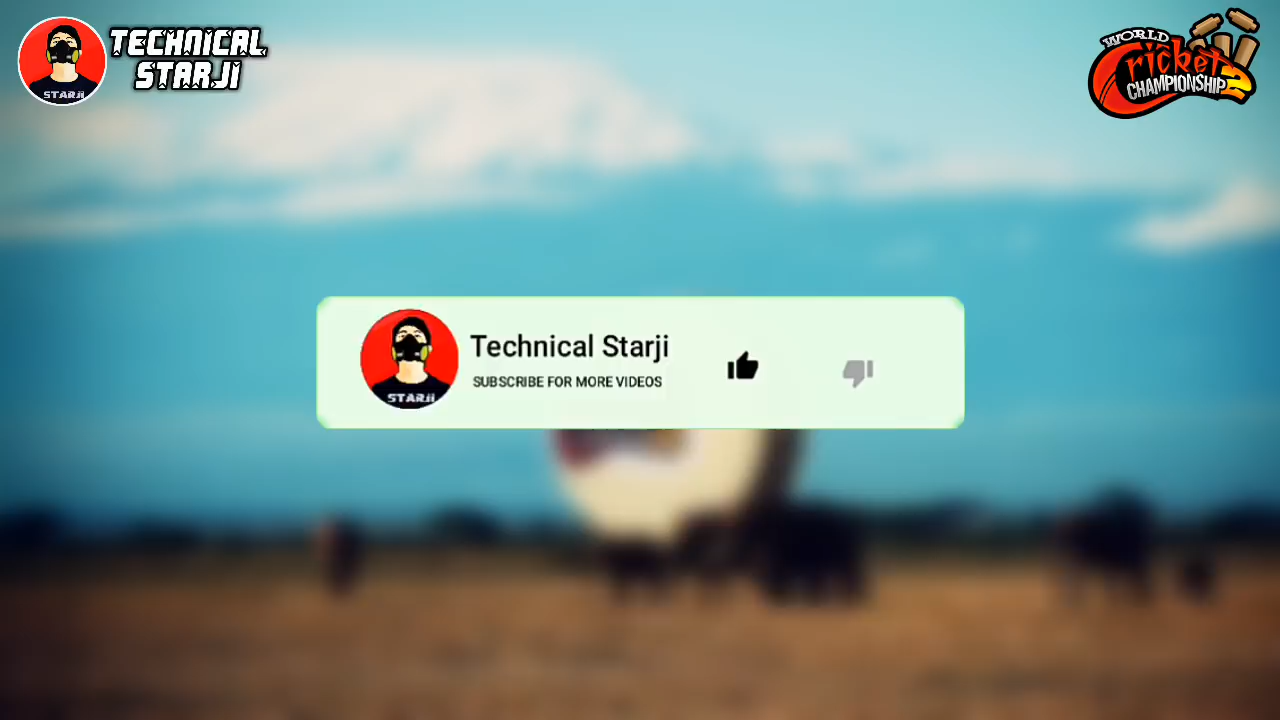 TECHNICAL
STARJI
STARJI
WORLD
Cricket
CHAMPIONSHIP 2
Technical Starji
SUBSCRIBE FOR MORE VIDEOS
STARJI